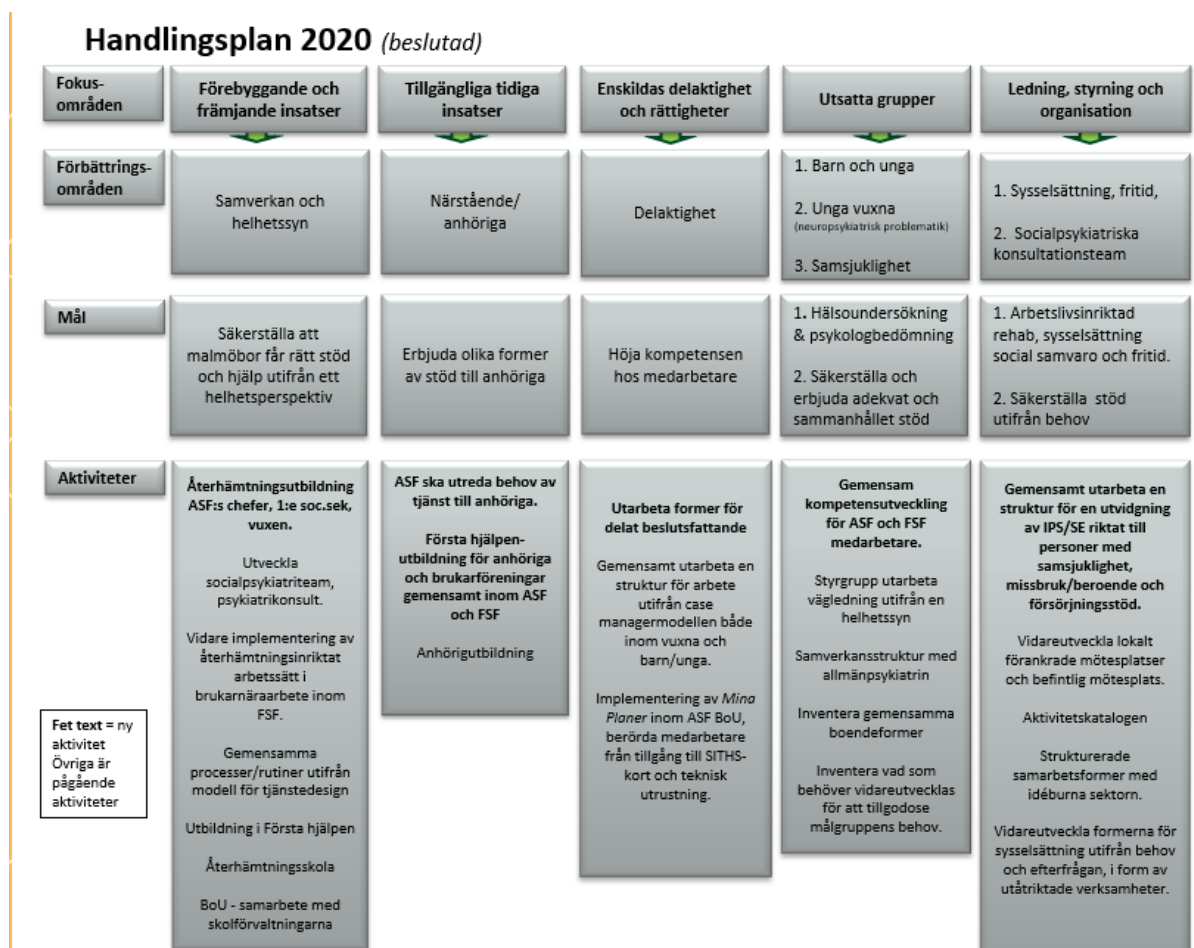 Handlingsplan 2020 (beslutad)
Fokus-
områden
Förebyggande och
främjande insatser
Tillgängliga tidiga
insatser
Enskildas delaktighet
och rättigheter
Utsatta grupper
Ledning, styrning och
organisation
Förbättrings-
områden
Samverkan och
helhetssyn
Närstående/
anhöriga
Delaktighet
1. Barn och unga
2. Unga vuxna
(neuropsykiatrisk problematik)
3. Samsjuklighet
1. Sysselsättning, fritid,
2. Socialpsykiatriska
konsultationsteam
Mål
Säkerställa att
malmöbor får rätt stöd
och hjälp utifrån ett
helhetsperspektiv
Erbjuda olika former
av stöd till anhöriga
Höja kompetensen
hos medarbetare
1. Hälsoundersökning
& psykologbedömning
2. Säkerställa och
erbjuda adekvat och
sammanhållet stöd
1. Arbetslivsinriktad
rehab, sysselsättning
social samvaro och fritid.
2. Säkerställa stöd
utifrån behov
Aktiviteter
Återhämtningsutbildning
ASF:s chefer, 1:e soc.sek,
vuxen.
Utveckla
socialpsykiatriteam,
psykiatrikonsult.
Vidare implementering av
återhämtningsinriktat
arbetssätt i
brukarnäraarbete inom
FSF.
Gemensamma
processer/rutiner utifrån
modell för tjänstedesign
Utbildning i Första hjälpen
Återhämtningsskola
BoU - samarbete med
skolförvaltningarna
ASF ska utreda behov av
tjänst till anhöriga.
Första hjälpen-
utbildning för anhöriga
och brukarföreningar
gemensamt inom ASF
och FSF
Anhörigutbildning
Utarbeta former för
delat beslutsfattande
Gemensamt utarbeta en
struktur för arbete
utifrån case
managermodellen både
inom vuxna och
barn/unga.
Implementering av Mina
Planer inom ASF BoU,
berörda medarbetare
från tillgång till SITHS-
kort och teknisk
utrustning.
Gemensam
kompetensutveckling
för ASF och FSF
medarbetare.
Styrgrupp utarbeta
vägledning utifrån en
helhetssyn
Samverkansstruktur med
allmänpsykiatrin
Inventera gemensamma
boendeformer
Inventera vad som
behöver vidareutvecklas
för att tillgodose
målgruppens behov.
Gemensamt utarbeta en
struktur för en utvidgning
av IPS/SE riktat till
personer med
samsjuklighet,
missbruk/beroende och
försörjningsstöd.
Vidareutveckla lokalt
förankrade mötesplatser
och befintlig mötesplats.
Aktivitetskatalogen
Strukturerade
samarbetsformer med
idéburna sektorn.
Vidareutveckla formerna för
sysselsättning utifrån behov
och efterfrågan, i form av
utåtriktade verksamheter.
Fet text = ny
aktivitet
Övriga är
pågående
aktiviteter